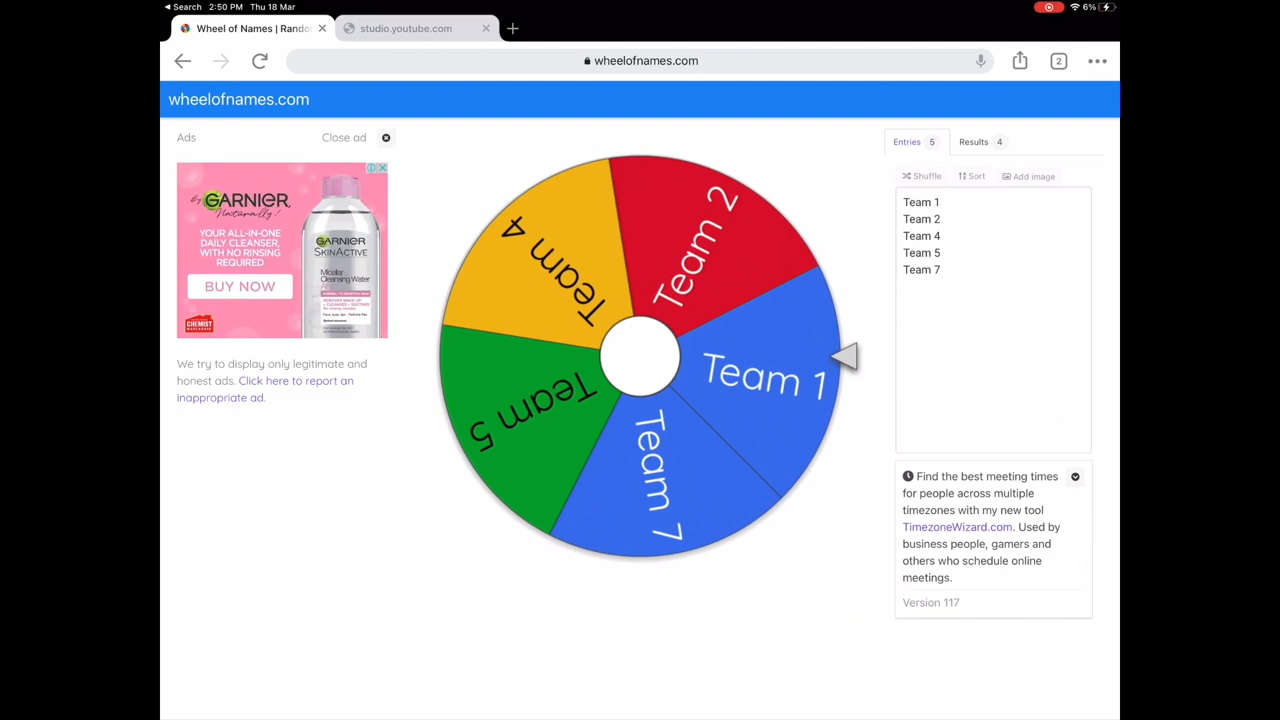 Search 2:50 PM Thu 18 Mar 6%
Wheel of Names | Rando
studio.youtube.com
wheelofnames.com
2
wheelofnames.com
Ads
Close ad
by GARNIER
Naturally!
YOUR ALL-IN-ONE
DAILY CLEANSER,
WITH NO RINSING
REQUIRED
BUY NOW
CHEMIST
WAREHOUSE
GARNIER
SKINACTIVE
Micellar
Cleansing Water
We try to display only legitimate and
honest ads. Click here to report an
inappropriate ad.
Team 4
Team 2
Team 1
Team 7
Team 5
Entries 5
Results 4
Shuffle
Sort
Add image
Team 1
Team 2
Team 4
Team 5
Team 7
Find the best meeting times
for people across multiple
timezones with my new tool
TimezoneWizard.com. Used by
business people, gamers and
others who schedule online
meetings.
Version 117